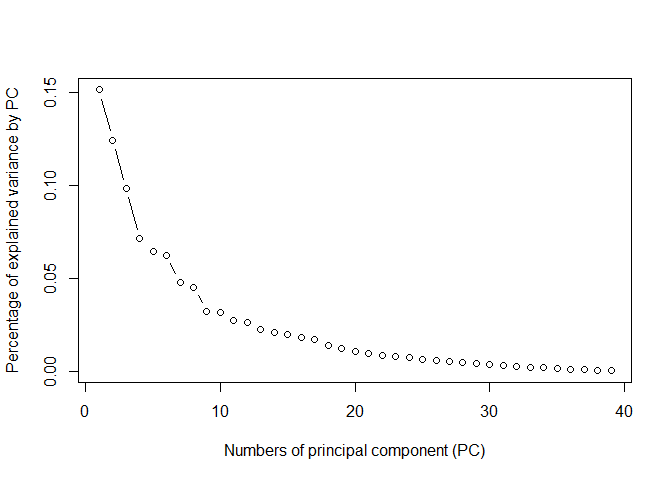 Percentage of explained variance by PC
0.15
0.10
0.05
0.00
0 10 20 30 40
Numbers of principal component (PC)